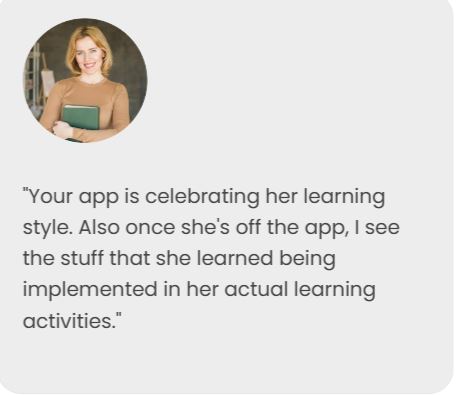 "Your app is celebrating her learning
style. Also once she's off the app, I see
the stuff that she learned being
implemented in her actual learning
activities."